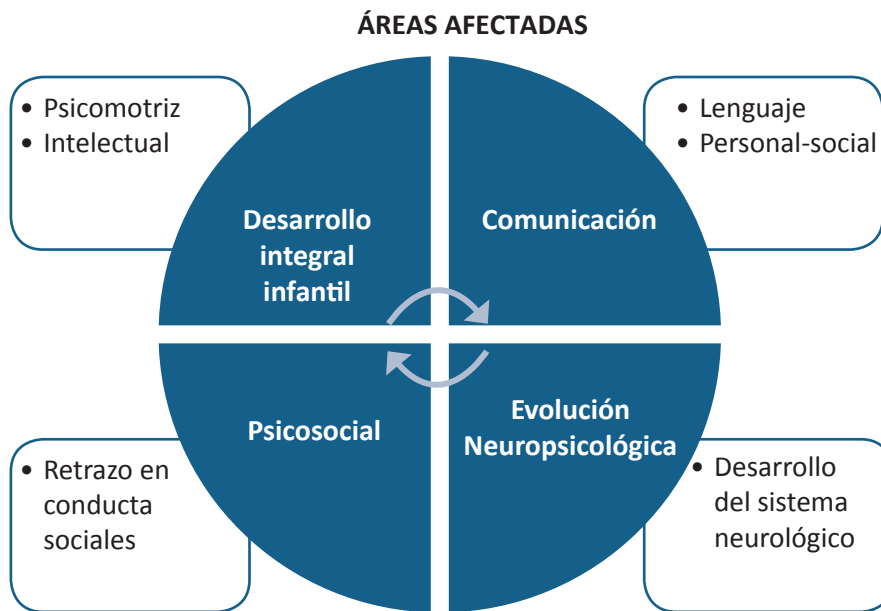 ÁREAS AFECTADAS
• Psicomotriz
• Intelectual
Desarrollo
integral
infantil
• Lenguaje
• Personal-social
Comunicación
• Retrazo en
conducta
sociales
Psicosocial
Evolución
Neuropsicológica
• Desarrollo
del sistema
neurológico